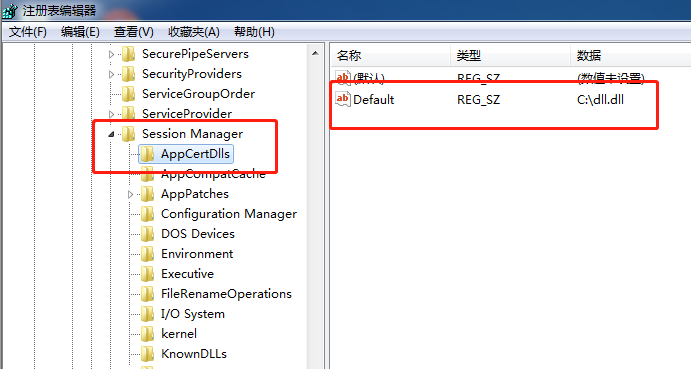 注册表编辑器
文件(F) 编辑(E) 查看(V) 收藏夹(A) 帮助(H)
SecurePipeServers
SecurityProviders
ServiceGroupOrder
ServiceProvider
Session Manager
AppCertDlls
AppCompatCache
AppPatches
Configuration Manager
DOS Devices
Environment
Executive
FileRenameOperations
I/O System
kernel
KnownDLLs
名称 类型 数据
(默认) REG_SZ (数值未设置)
Default REG_SZ C:\dll.dll